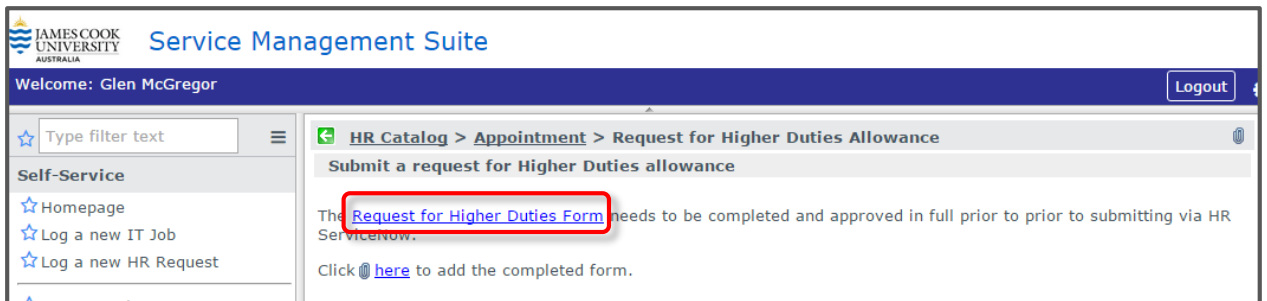 JAMES COOK
UNIVERSITY
AUSTRALIA
Service Management Suite
Welcome: Glen McGregor
Logout
Type filter text
HR Catalog > Appointment > Request for Higher Duties Allowance
Self-Service
Submit a request for Higher Duties allowance
Homepage
Log a new IT Job
Log a new HR Request
The Request for Higher Duties Form needs to be completed and approved in full prior to prior to submitting via HR
ServiceNow.
Click here to add the completed form.